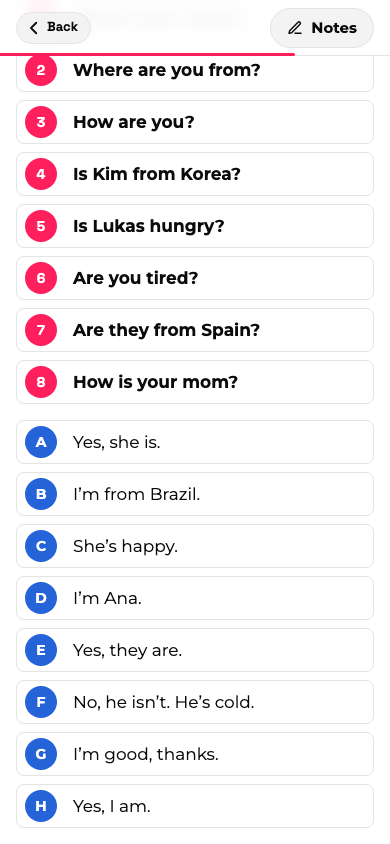 Back
Notes
2 Where are you from?
3 How are you?
4 Is Kim from Korea?
5 Is Lukas hungry?
6 Are you tired?
7 Are they from Spain?
8 How is your mom?
A Yes, she is.
B I’m from Brazil.
C She’s happy.
D I’m Ana.
E Yes, they are.
F No, he isn’t. He’s cold.
G I’m good, thanks.
H Yes, I am.